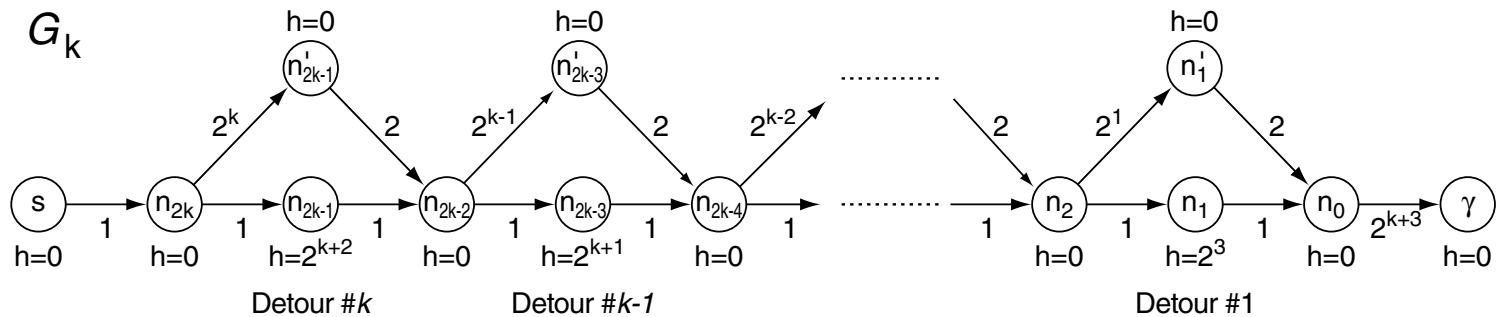 G_k
h=0 h=0 h=0
n'_{2k-1} n'_{2k-3} n'_1
2^k 2 2^{k-1} 2 2^{k-2} 2 2^1 2
s n_{2k} n_{2k-1} n_{2k-2} n_{2k-3} n_{2k-4} n_2 n_1 n_0 γ
1 1 1 1 1 1 1 1 1 2^{k+3}
h=0 h=0 h=2^{k+2} h=0 h=2^{k+1} h=0 h=0 h=2^3 h=0 h=0
Detour #k Detour #k-1 Detour #1